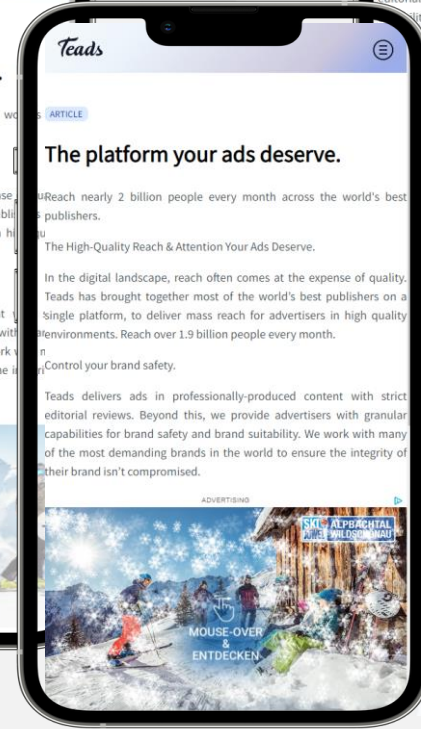 Teads
ARTICLE
The platform your ads deserve.
Reach nearly 2 billion people every month across the world's best
publishers.
The High-Quality Reach & Attention Your Ads Deserve.
In the digital landscape, reach often comes at the expense of quality.
Teads has brought together most of the world's best publishers on a
single platform, to deliver mass reach for advertisers in high quality
environments. Reach over 1.9 billion people every month.
Control your brand safety.
Teads delivers ads in professionally-produced content with strict
editorial reviews. Beyond this, we provide advertisers with granular
capabilities for brand safety and brand suitability. We work with many
of the most demanding brands in the world to ensure the integrity of
their brand isn't compromised.
ADVERTISING
SKI JUWEL ALPBACHTAL
WILDSCHÖNAU
MOUSE-OVER
&
ENTDECKEN